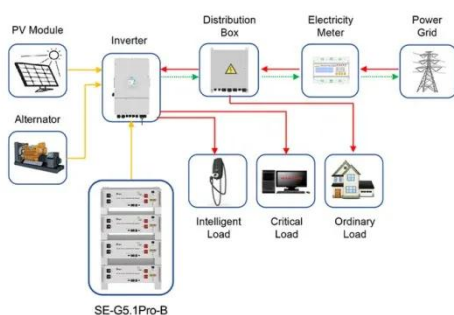 PV Module
Inverter
Distribution
Box
Electricity
Meter
Power
Grid
Alternator
Intelligent
Load
Critical
Load
Ordinary
Load
SE-G5.1Pro-B